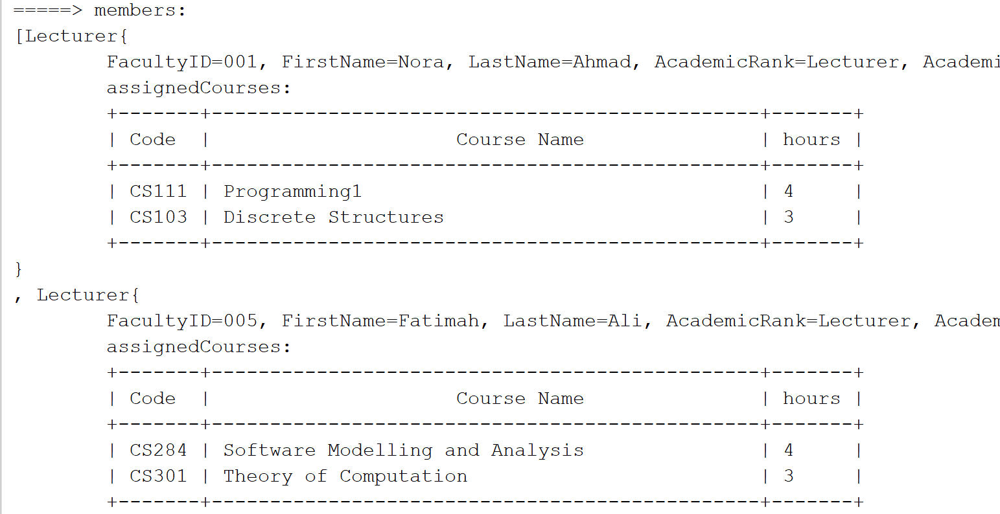 =====> members:
[Lecturer{
        FacultyID=001, FirstName=Nora, LastName=Ahmad, AcademicRank=Lecturer, Academi
        assignedCourses:
        +-------+-----------------------------------------------+-------+
        | Code  |                     Course Name               | hours |
        +-------+-----------------------------------------------+-------+
        | CS111 | Programming1                                  | 4     |
        | CS103 | Discrete Structures                           | 3     |
        +-------+-----------------------------------------------+-------+
}
, Lecturer{
        FacultyID=005, FirstName=Fatimah, LastName=Ali, AcademicRank=Lecturer, Academ
        assignedCourses:
        +-------+-----------------------------------------------+-------+
        | Code  |                     Course Name               | hours |
        +-------+-----------------------------------------------+-------+
        | CS284 | Software Modelling and Analysis               | 4     |
        | CS301 | Theory of Computation                         | 3     |
        +-------+-----------------------------------------------+-------+